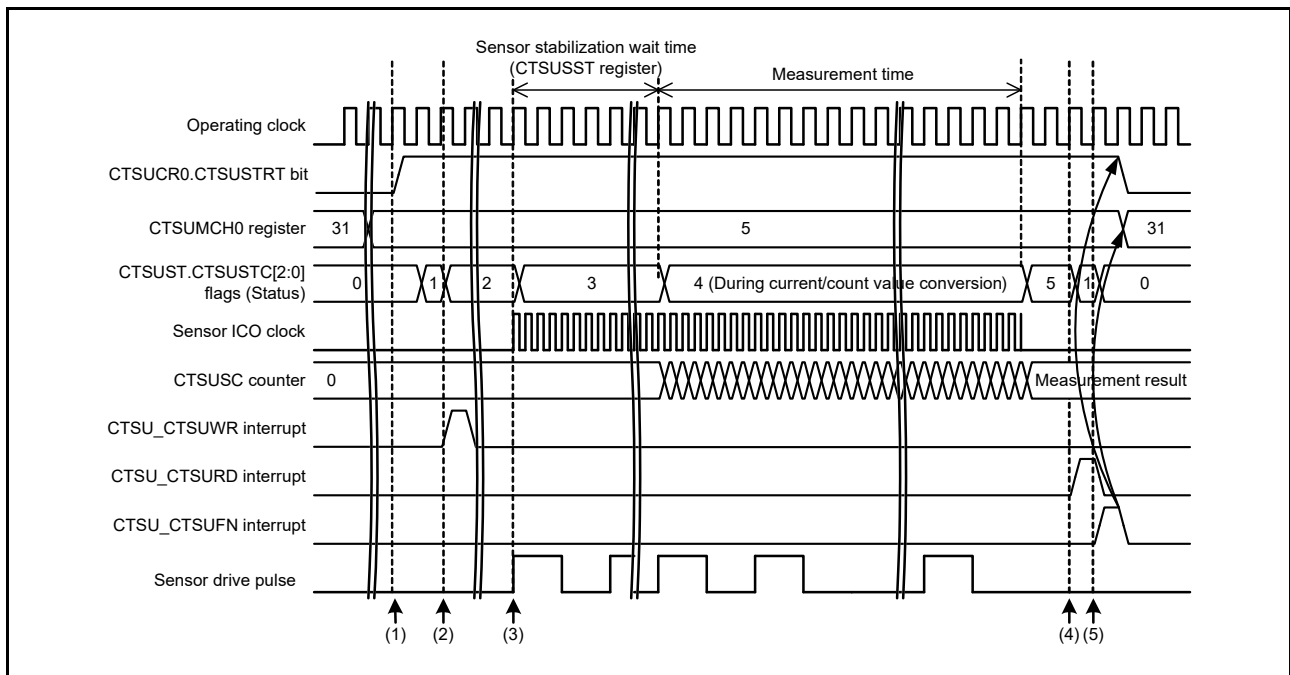 Sensor stabilization wait time
(CTSUSST register)
Measurement time
Operating clock
CTSUCR0.CTSUSTRT bit
CTSUMCH0 register
31
5
31
CTSUST.CTSUSTC[2:0]
flags (Status)
0
1
2
3
4 (During current/count value conversion)
5
1
0
Sensor ICO clock
CTSUSC counter
0
Measurement result
CTSU_CTSUWR interrupt
CTSU_CTSURD interrupt
CTSU_CTSUFN interrupt
Sensor drive pulse
(1)
(2)
(3)
(4)
(5)